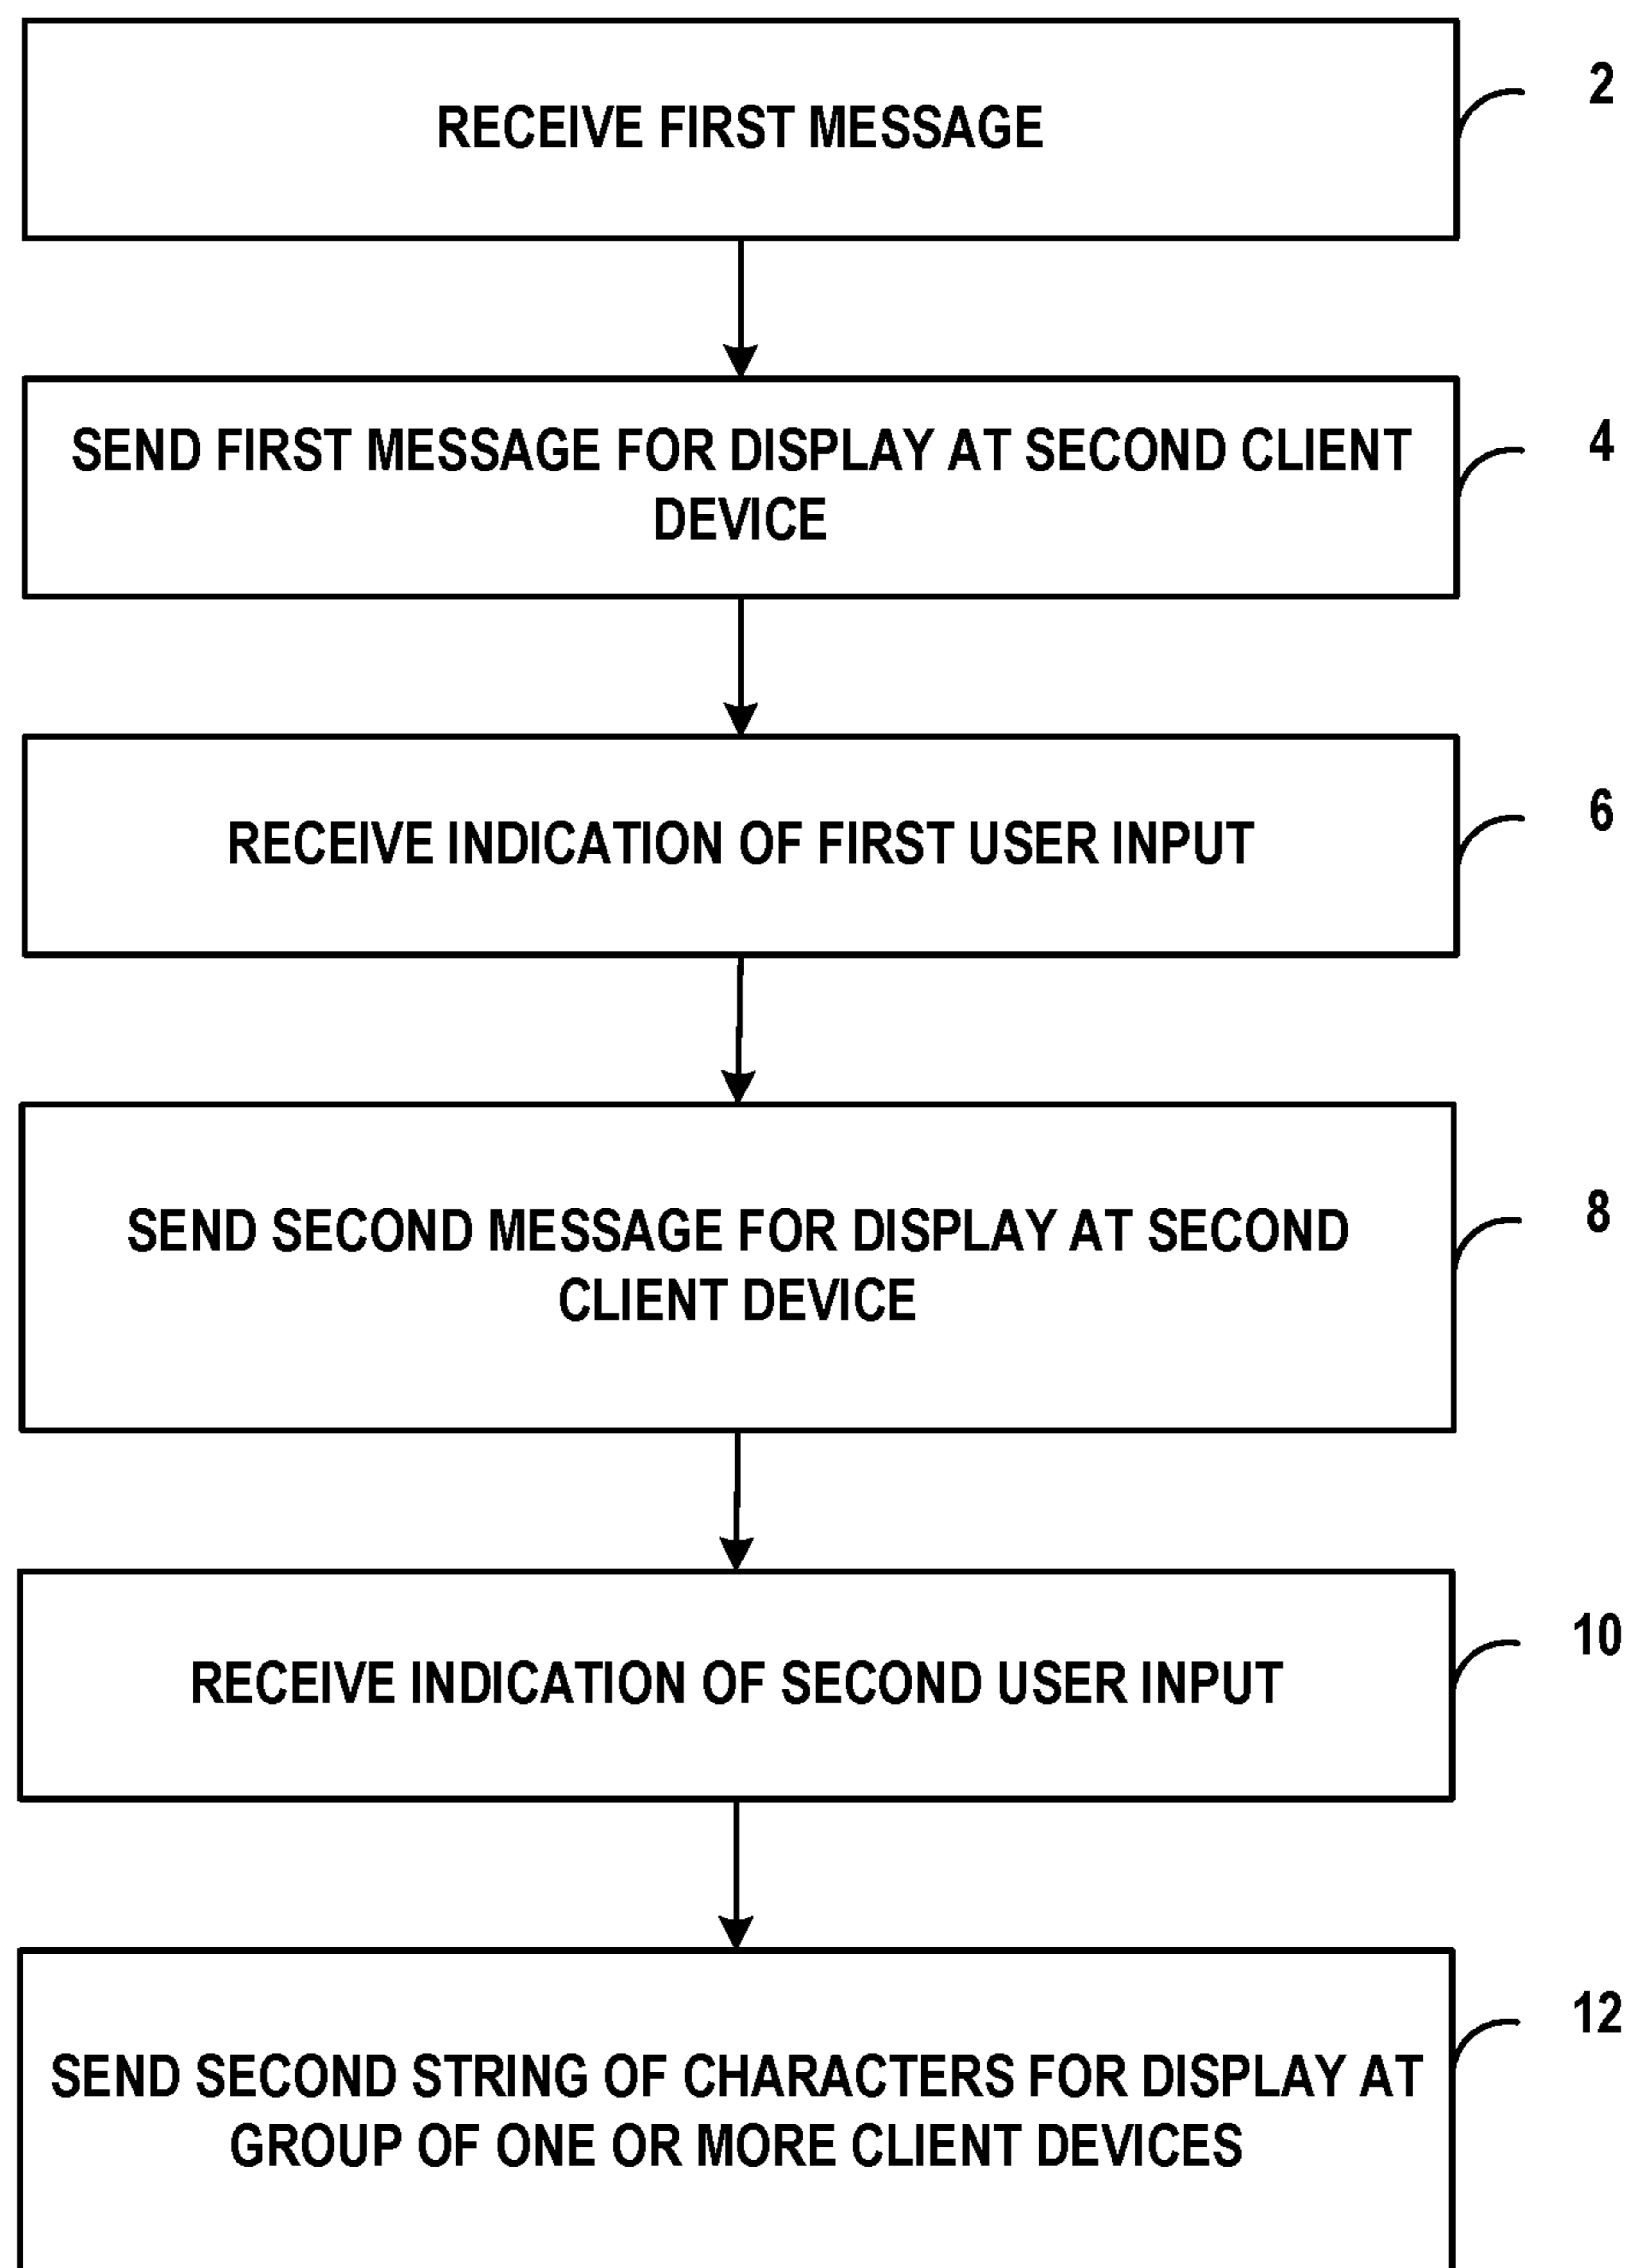 2
RECEIVE FIRST MESSAGE
4
SEND FIRST MESSAGE FOR DISPLAY AT SECOND CLIENT
DEVICE
6
RECEIVE INDICATION OF FIRST USER INPUT
8
SEND SECOND MESSAGE FOR DISPLAY AT SECOND
CLIENT DEVICE
10
RECEIVE INDICATION OF SECOND USER INPUT
12
SEND SECOND STRING OF CHARACTERS FOR DISPLAY AT
GROUP OF ONE OR MORE CLIENT DEVICES